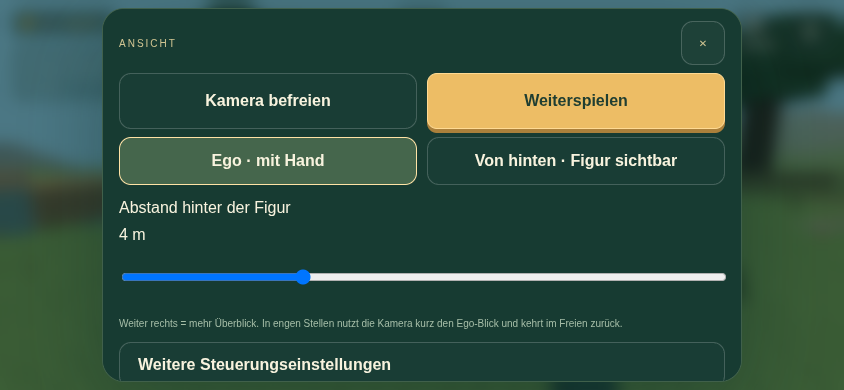 ANSICHT
×
Kamera befreien
Weiterspielen
Ego · mit Hand
Von hinten · Figur sichtbar
Abstand hinter der Figur
4 m
Weiter rechts = mehr Überblick. In engen Stellen nutzt die Kamera kurz den Ego-Blick und kehrt im Freien zurück.
Weitere Steuerungseinstellungen